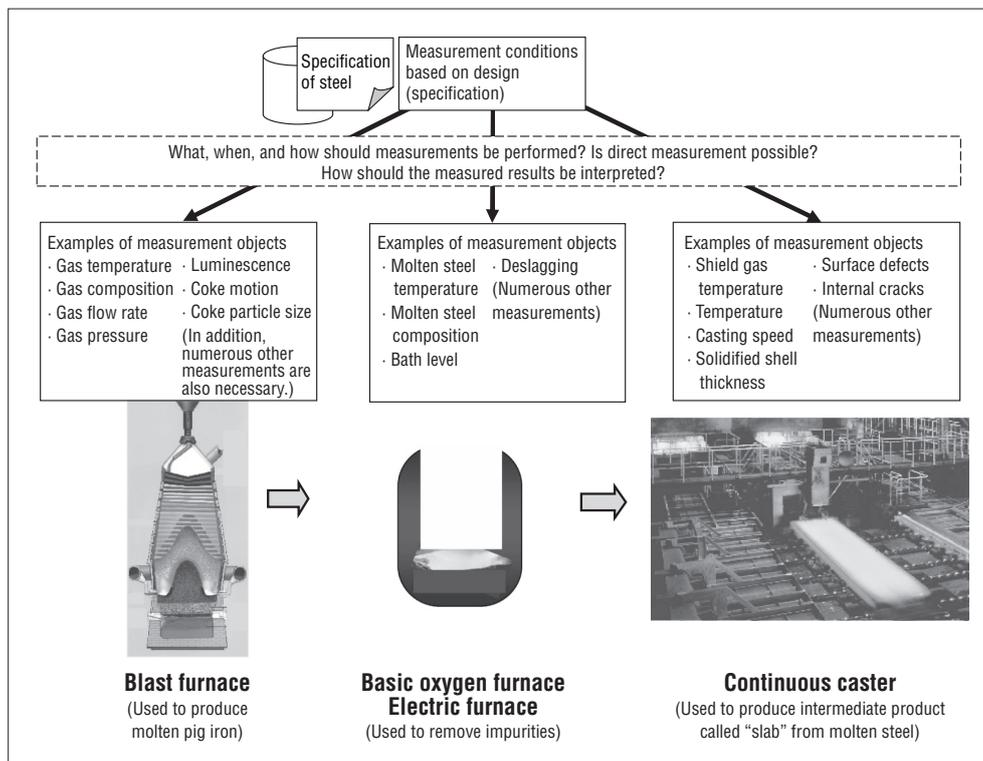 Specification
of steel
Measurement conditions
based on design
(specification)
What, when, and how should measurements be performed? Is direct measurement possible?
How should the measured results be interpreted?
Examples of measurement objects
· Gas temperature
· Gas composition
· Gas flow rate
· Gas pressure
· Luminescence
· Coke motion
· Coke particle size
(In addition,
numerous other
measurements are
also necessary.)
Examples of measurement objects
· Molten steel
temperature
· Molten steel
composition
· Bath level
· Deslagging
(Numerous other
measurements)
Examples of measurement objects
· Shield gas
temperature
· Temperature
· Casting speed
· Solidified shell
thickness
· Surface defects
· Internal cracks
(Numerous other
measurements)
Blast furnace
(Used to produce
molten pig iron)
Basic oxygen furnace
Electric furnace
(Used to remove impurities)
Continuous caster
(Used to produce intermediate product
called “slab” from molten steel)